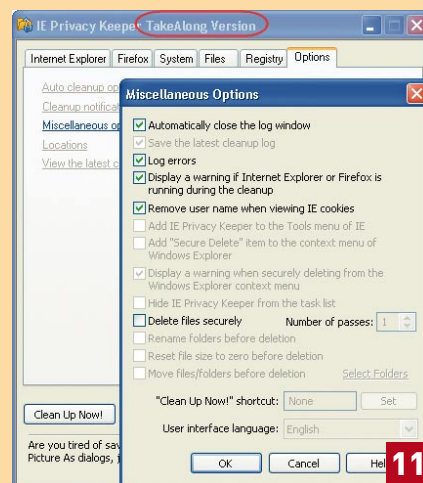 IE Privacy Keeper TakeAlong Version
Internet Explorer Firefox System Files Registry Options
Auto cleanup
Cleanup
Miscellaneous
Locations
View the latest
Miscellaneous Options
Automatically close the log window
Save the latest cleanup log
Log errors
Display a warning if Internet Explorer or Firefox is
running during the cleanup
Remove user name when viewing IE cookies
Add IE Privacy Keeper to the Tools menu of IE
Add "Secure Delete" item to the context menu of
Windows Explorer
Display a warning when securely deleting from the
Windows Explorer context menu
Hide IE Privacy Keeper from the task list
Delete files securely Number of passes: 1
Rename folders before deletion
Reset file size to zero before deletion
Move files/folders before deletion Select Folders
"Clean Up Now!" shortcut: None Set
User interface language: English
OK Cancel Hel
Clean Up Now!
Are you tired of sav
Picture As dialogs,
11